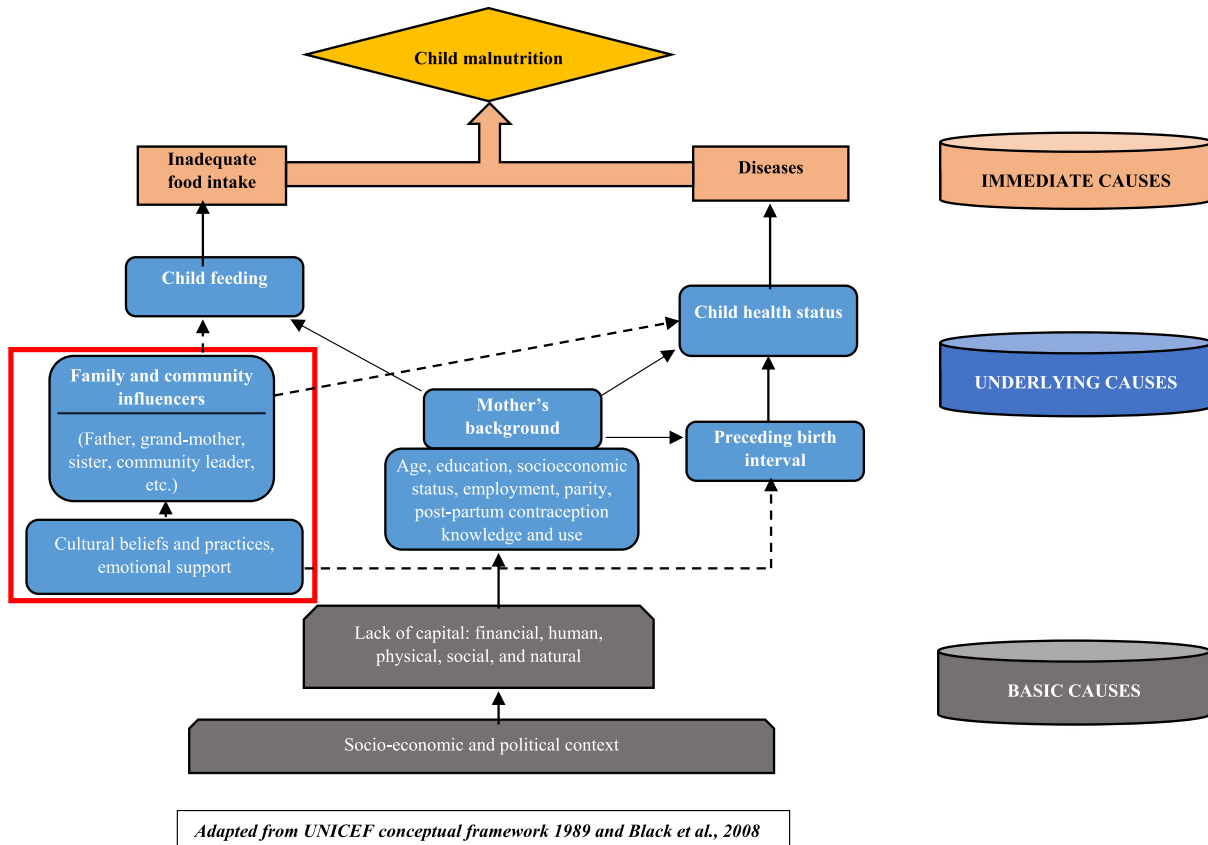 Child malnutrition
Inadequate
food intake
Diseases
IMMEDIATE CAUSES
Child feeding
Child health status
UNDERLYING CAUSES
Family and community
influencers
(Father, grand-mother,
sister, community leader,
etc.)
Mother's
background
Preceding birth
interval
Age, education, socioeconomic
status, employment, parity,
post-partum contraception
knowledge and use
Cultural beliefs and practices,
emotional support
Lack of capital: financial, human,
physical, social, and natural
BASIC CAUSES
Socio-economic and political context
Adapted from UNICEF conceptual framework 1989 and Black et al., 2008